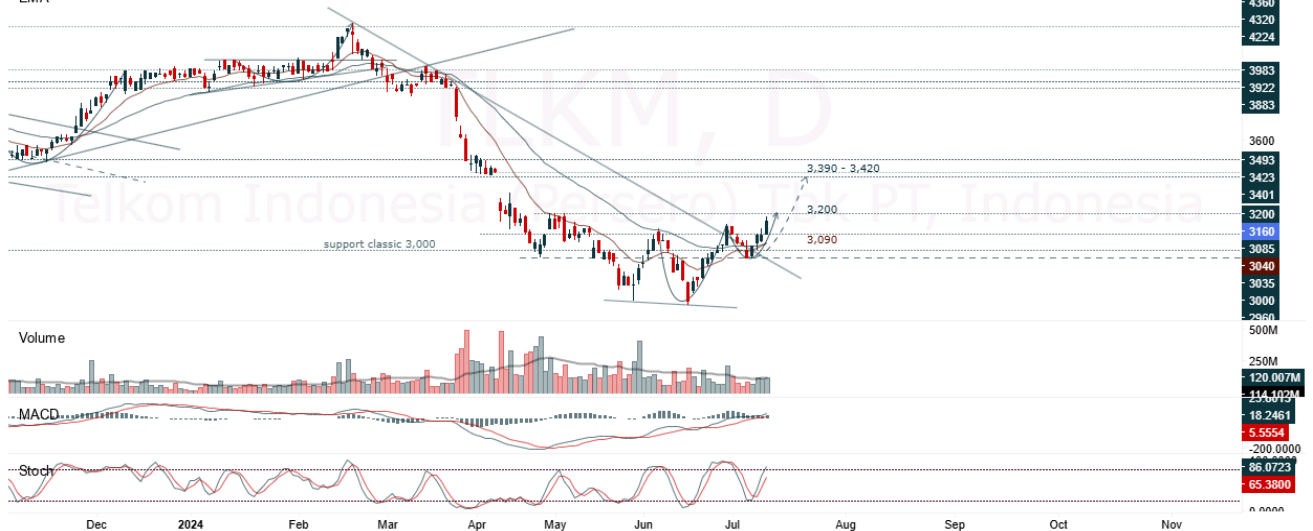 EMA
TLKM, D
Telkom Indonesia (Persero) Tbk PT, Indonesia
4360
4320
4224
3983
3922
3883
3600
3493
3423
3401
3200
3160
3085
3040
3035
3000
2960
3,390 - 3,420
3,200
3,090
support classic 3,000
Volume
500M
250M
120.007M
114.102M
MACD
18.2461
5.5554
-200.0000
Stoch
86.0723
65.3800
0.0000
Dec 2024 Feb Mar Apr May Jun Jul Aug Sep Oct Nov